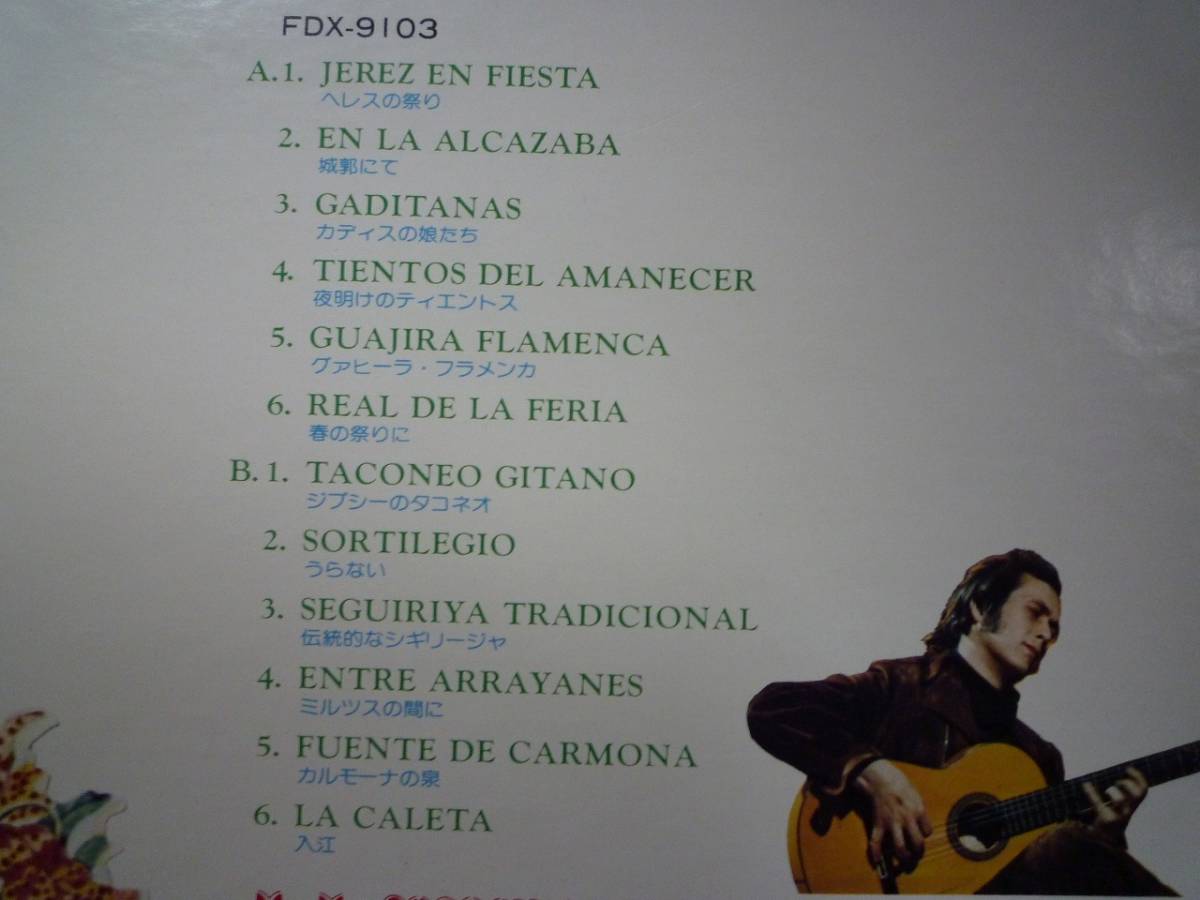 FDX-9103
A.1. JEREZ EN FIESTA
ヘレスの祭り
2. EN LA ALCAZABA
城郭にて
3. GADITANAS
カディスの娘たち
4. TIENTOS DEL AMANECER
夜明けのティエントス
5. GUAJIRA FLAMENCA
グァヒーラ・フラメンカ
6. REAL DE LA FERIA
春の祭りに
B.1. TACONEO GITANO
ジプシーのタコネオ
2. SORTILEGIO
うらない
3. SEGUIRIYA TRADICIONAL
伝統的なシギリージャ
4. ENTRE ARRAYANES
ミルツスの間に
5. FUENTE DE CARMONA
カルモーナの泉
6. LA CALETA
入江